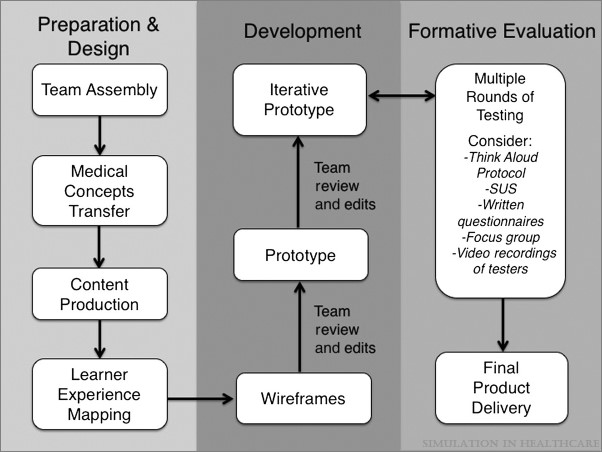 Preparation &
Design
Team Assembly
Medical
Concepts
Transfer
Content
Production
Learner
Experience
Mapping
Development
Iterative
Prototype
Team
review
and edits
Prototype
Team
review
and edits
Wireframes
Formative Evaluation
Multiple
Rounds of
Testing
Consider:
-Think Aloud
Protocol
-SUS
-Written
questionnaires
-Focus group
-Video recordings
of testers
Final
Product
Delivery
SIMULATION IN HEALTHCARE